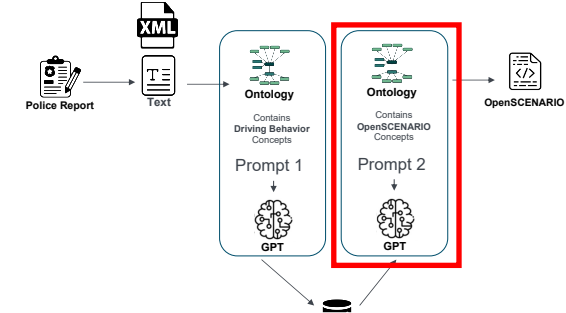 XML
Police Report
Text
Ontology
Contains
Driving Behavior
Concepts
Prompt 1
GPT
Ontology
Contains
OpenSCENARIO
Concepts
Prompt 2
GPT
OpenSCENARIO